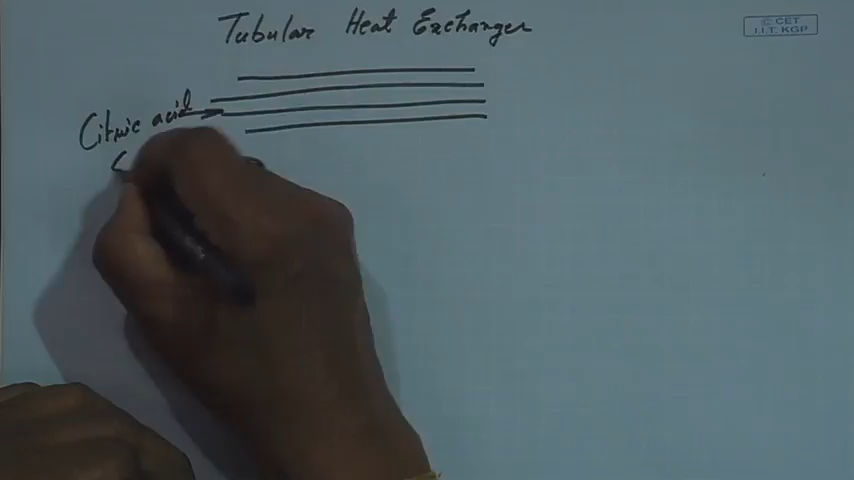 Tubular Heat Exchanger
© CET
I.I.T. KGP
Citric acid